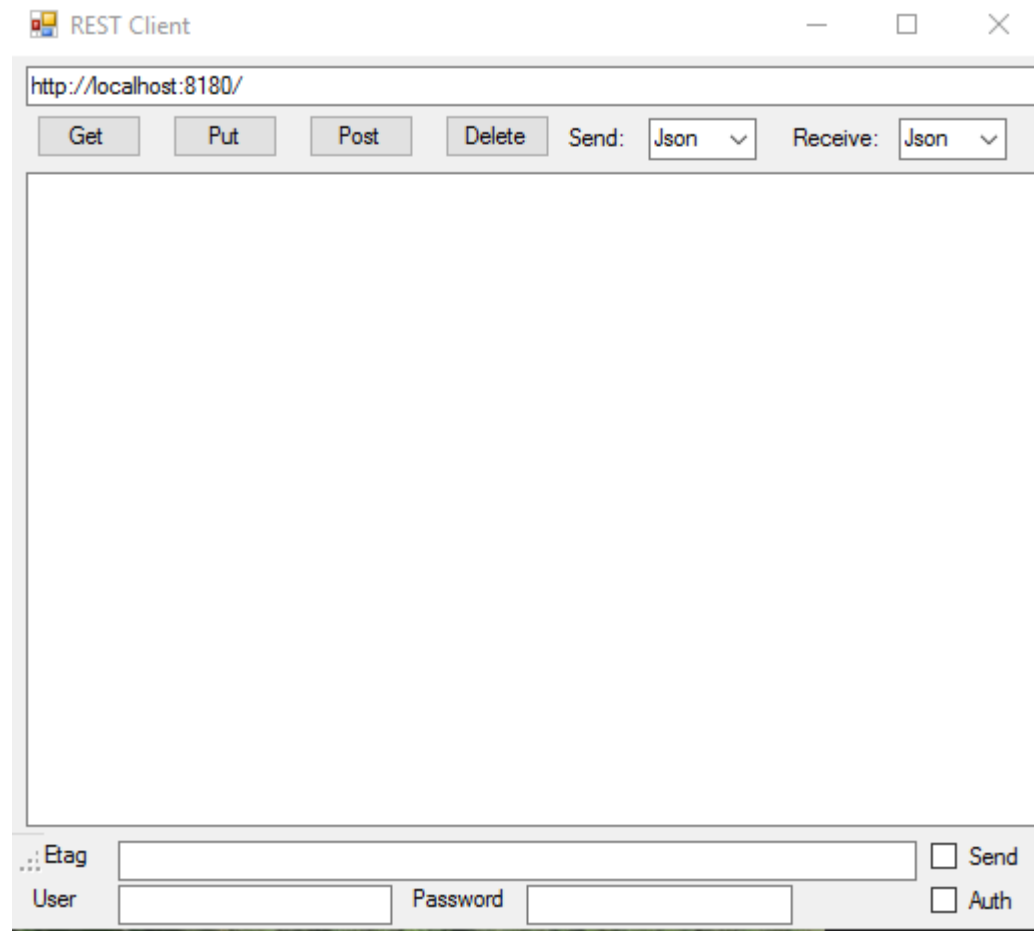 REST Client
http://localhost:8180/
Get Put Post Delete Send: Json Receive: Json
Etag Send
User Password Auth